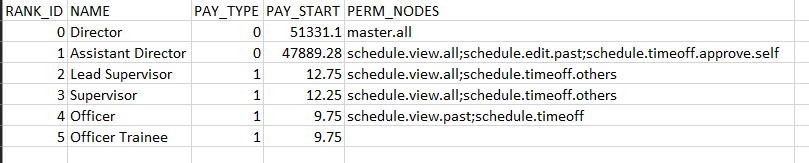 RANK_ID NAME PAY_TYPE PAY_START PERM_NODES
0 Director 0 51331.1 master.all
1 Assistant Director 0 47889.28 schedule.view.all;schedule.edit.past;schedule.timeoff.approve.self
2 Lead Supervisor 1 12.75 schedule.view.all;schedule.timeoff.others
3 Supervisor 1 12.25 schedule.view.all;schedule.timeoff.others
4 Officer 1 9.75 schedule.view.past;schedule.timeoff
5 Officer Trainee 1 9.75